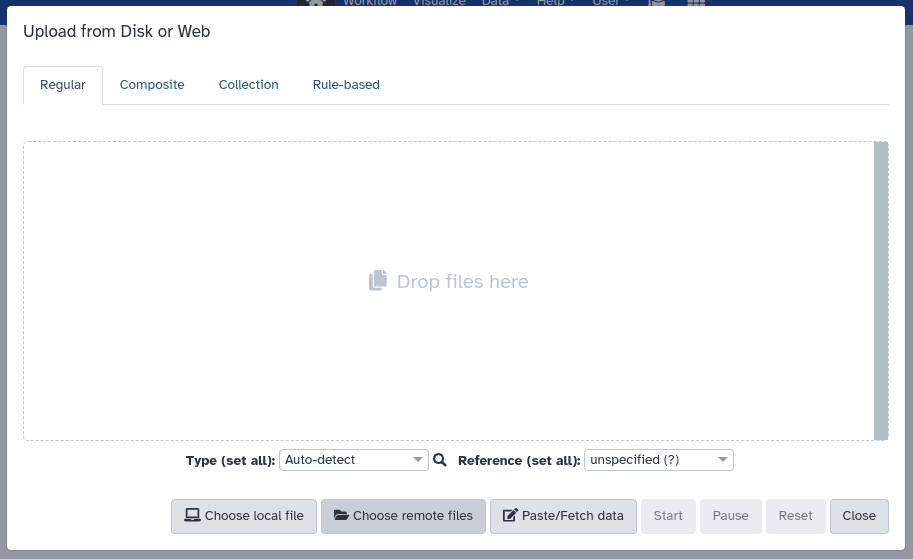 Workflow Visualize Data Help User
Upload from Disk or Web
Regular Composite Collection Rule-based
Drop files here
Type (set all): Auto-detect Reference (set all): unspecified (?)
Choose local file Choose remote files Paste/Fetch data Start Pause Reset Close